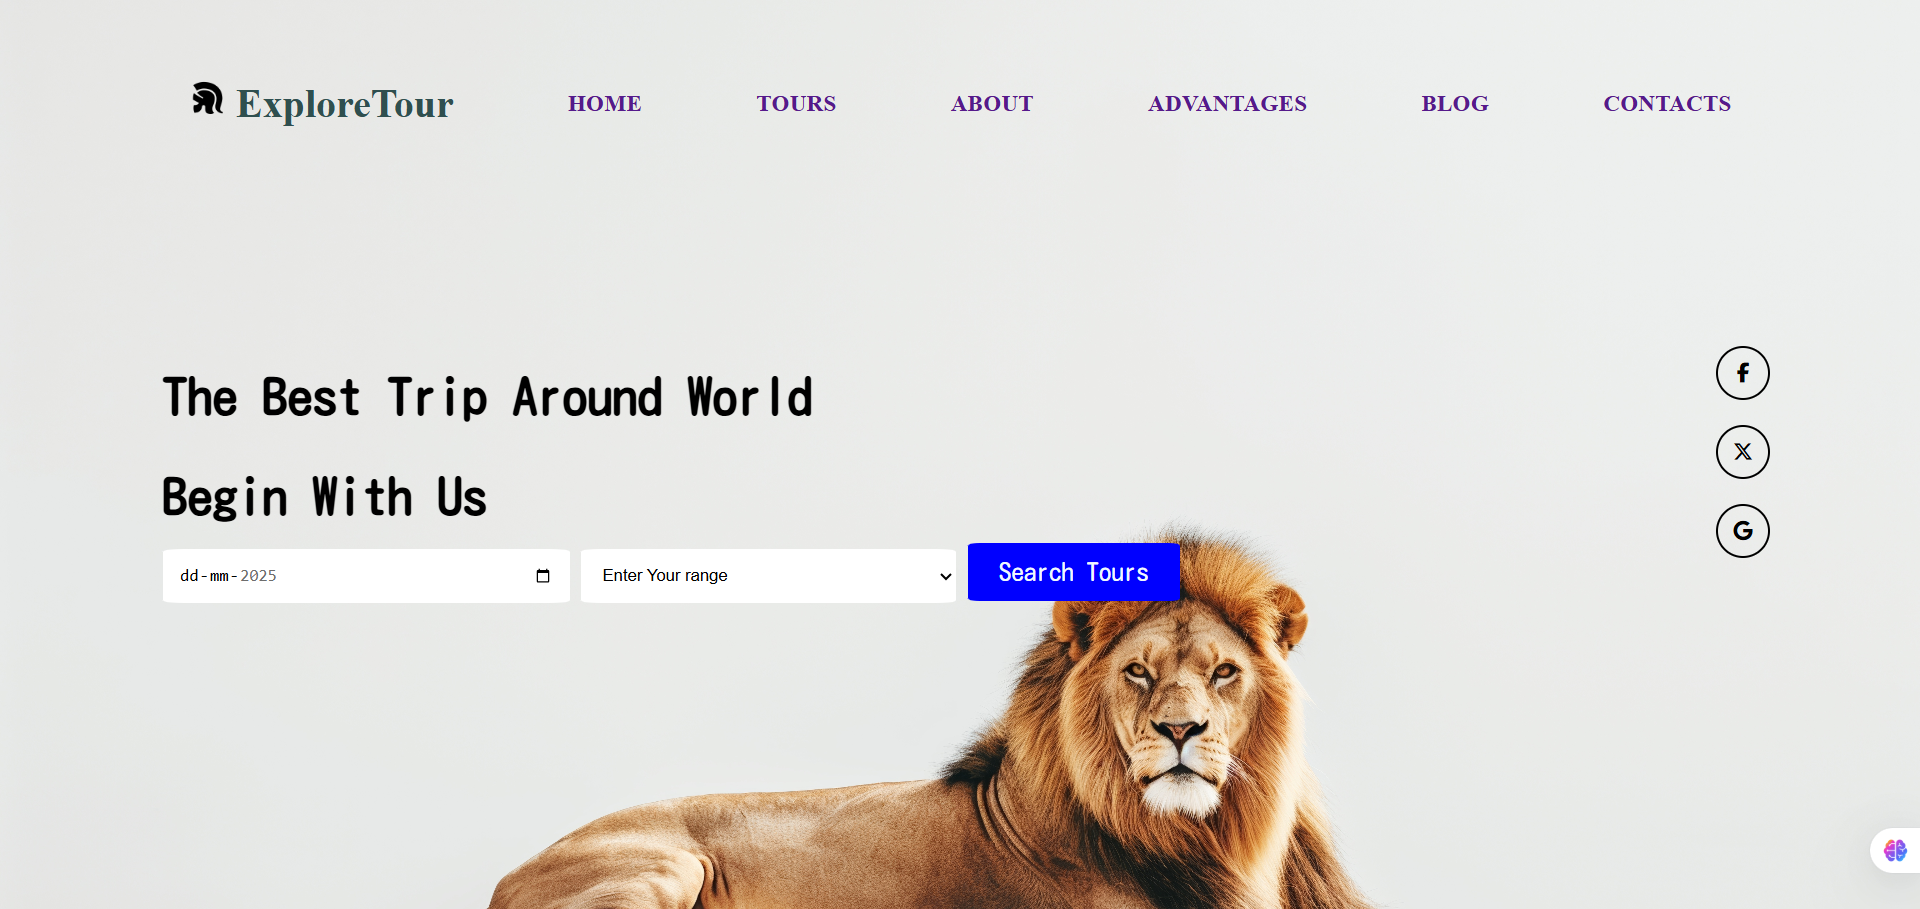 ExploreTour HOME TOURS ABOUT ADVANTAGES BLOG CONTACTS
The Best Trip Around World
Begin With Us
dd-mm-2025 Enter Your range Search Tours